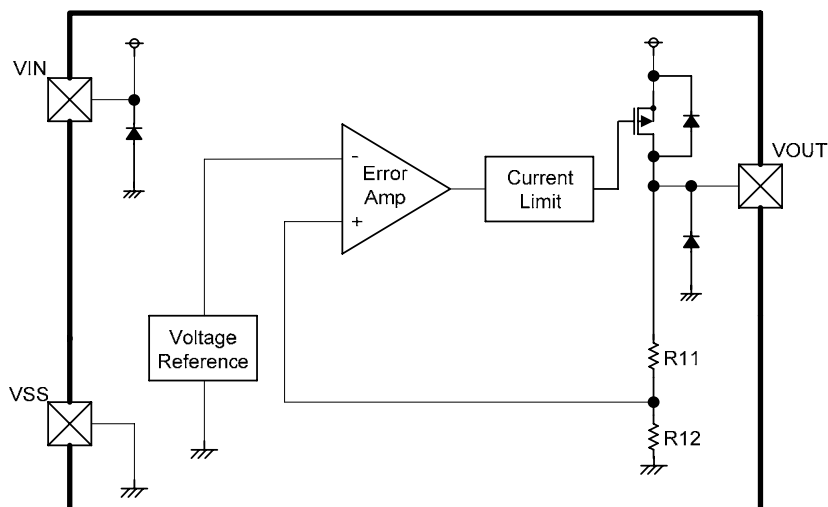 VIN
VOUT
-
Error
Amp
+
Current
Limit
Voltage
Reference
R11
VSS
R12